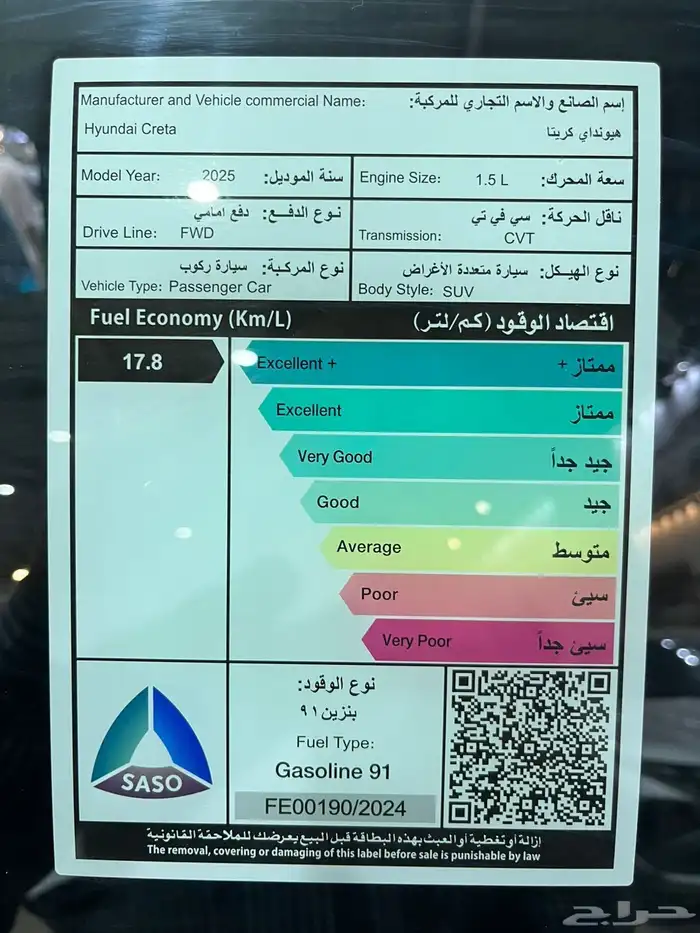 Manufacturer and Vehicle commercial Name: إسم الصانع والاسم التجاري للمركبة:
Hyundai Creta هيونداي كريتا
Model Year: 2025 سنة الموديل:
Engine Size: 1.5 L سعة المحرك:
نوع الدفع: دفع امامي
Drive Line: FWD
ناقل الحركة: سي في تي
Transmission: CVT
نوع المركبة: سيارة ركوب
Vehicle Type: Passenger Car
نوع الهيكل: سيارة متعددة الأغراض
Body Style: SUV
Fuel Economy (Km/L) اقتصاد الوقود (كم/لتر)
17.8
Excellent + ممتاز +
Excellent ممتاز
Very Good جيد جداً
Good جيد
Average متوسط
Poor سيئ
Very Poor سيئ جداً
SASO
نوع الوقود:
بنزين ٩١
Fuel Type:
Gasoline 91
FE00190/2024
إزالة أو تغطية أو العبث بهذه البطاقة قبل البيع يعرضك للملاحقة القانونية
The removal, covering or damaging of this label before sale is punishable by law
حراج